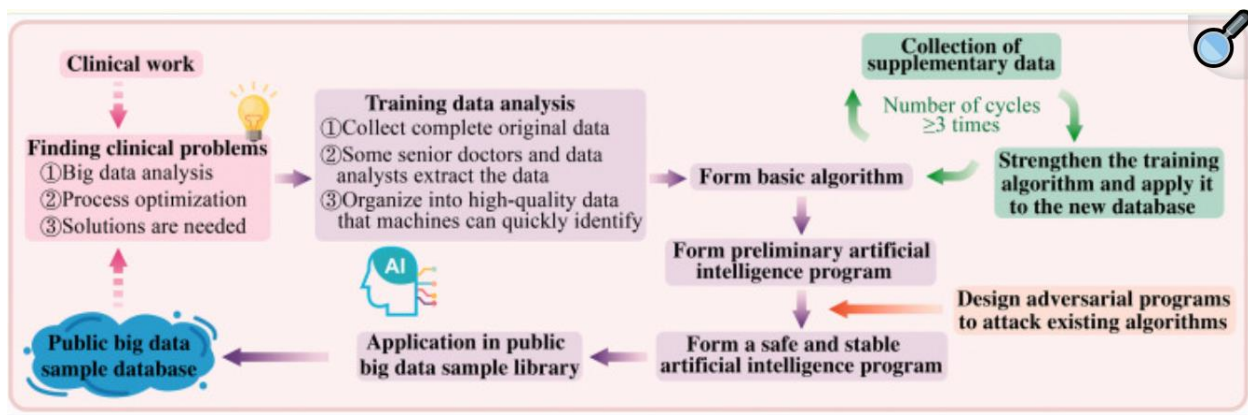 Clinical work
Finding clinical problems
①Big data analysis
②Process optimization
③Solutions are needed
Training data analysis
①Collect complete original data
②Some senior doctors and data
analysts extract the data
③Organize into high-quality data
that machines can quickly identify
Form basic algorithm
Collection of
supplementary data
Number of cycles
≥3 times
Strengthen the training
algorithm and apply it
to the new database
Form preliminary artificial
intelligence program
Design adversarial programs
to attack existing algorithms
Form a safe and stable
artificial intelligence program
AI
Application in public
big data sample library
Public big data
sample database